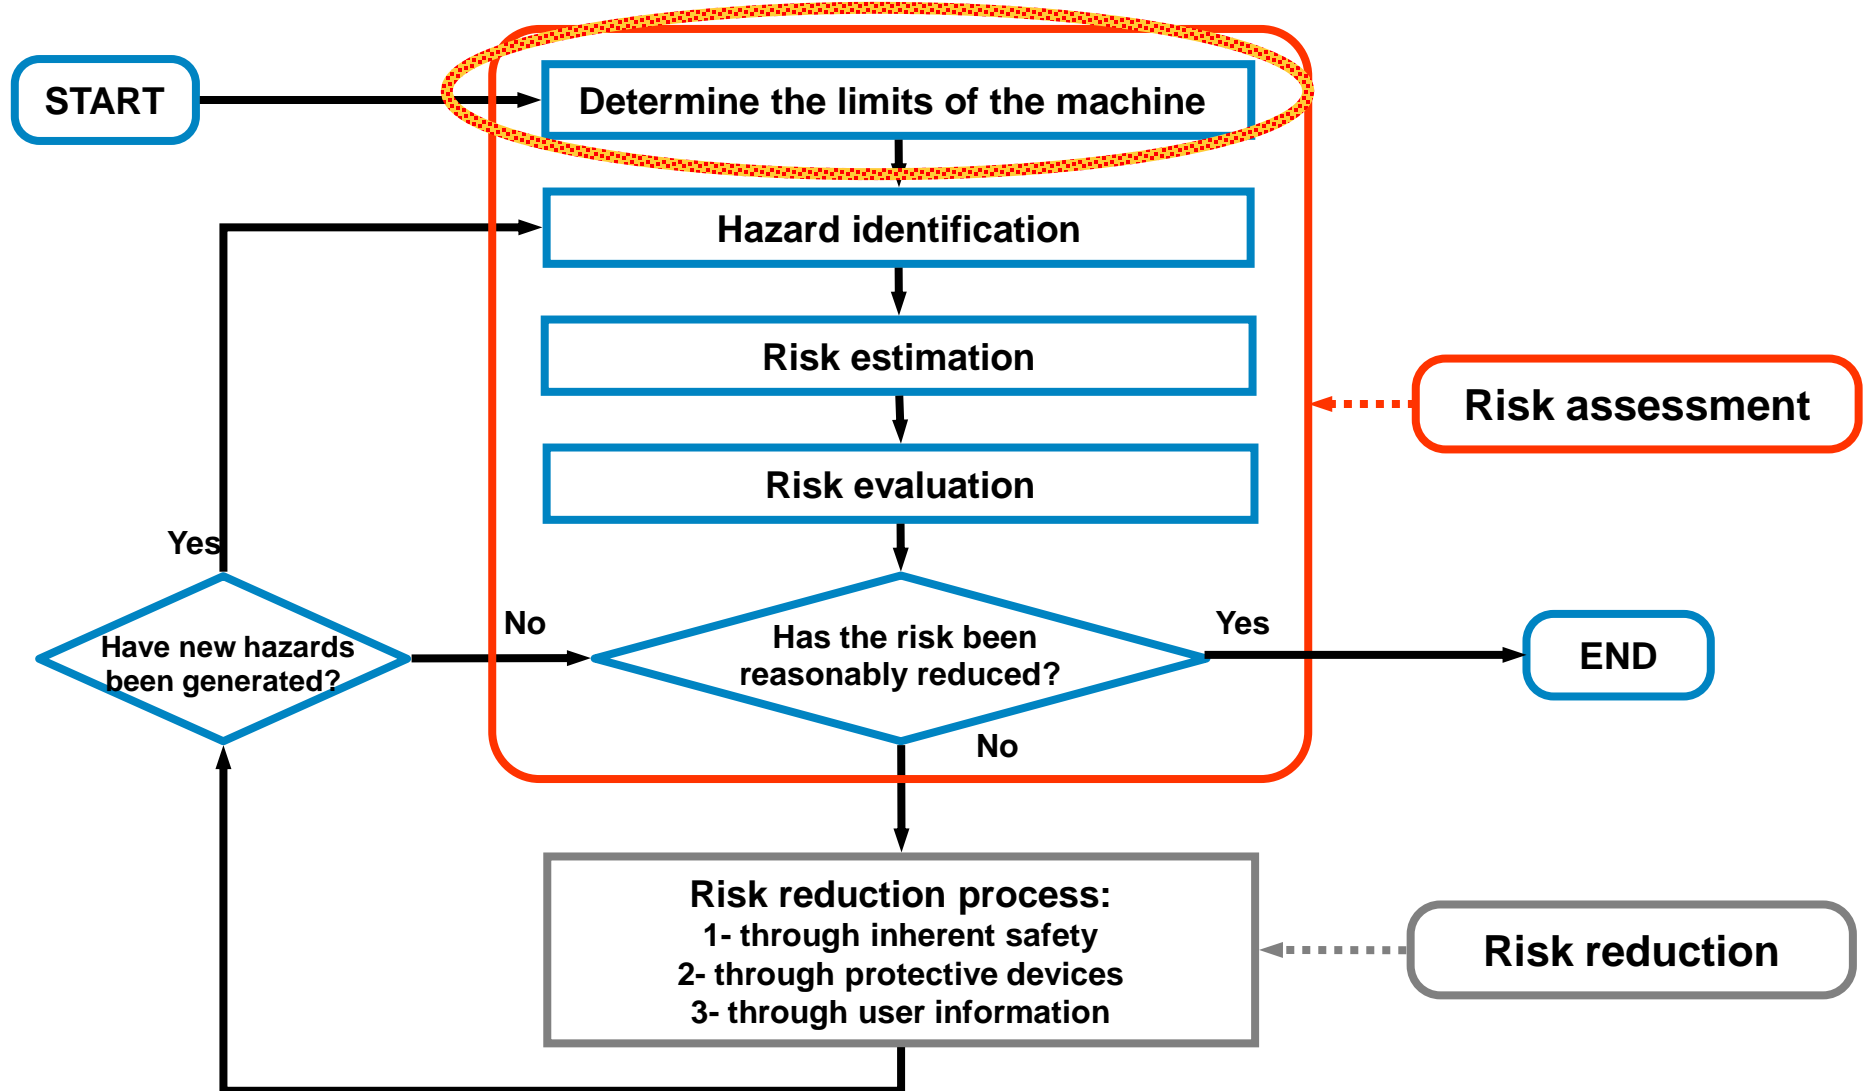 START
Determine the limits of the machine
Hazard identification
Risk estimation
Risk assessment
Risk evaluation
Yes
Have new hazards
been generated?
No
Has the risk been
reasonably reduced?
Yes
END
No
Risk reduction process:
1- through inherent safety
2- through protective devices
3- through user information
Risk reduction